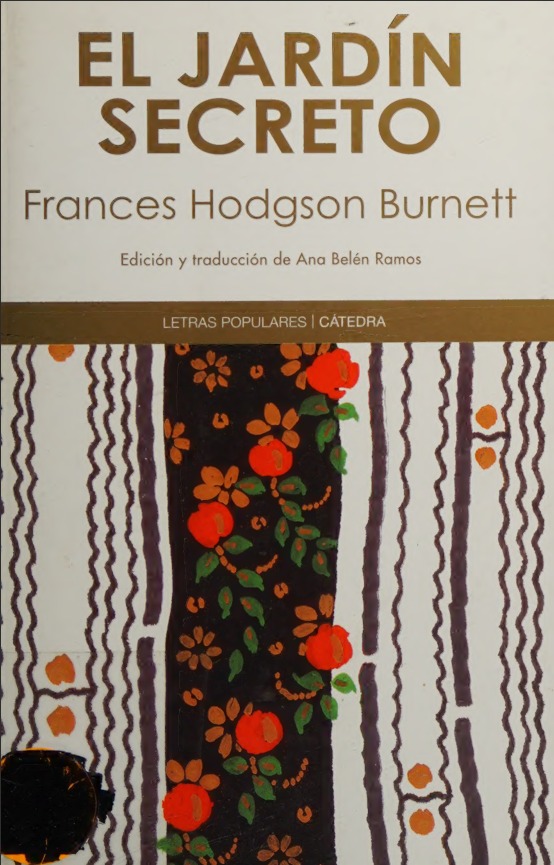 EL JARDÍN
SECRETO
Frances Hodgson Burnett
Edición y traducción de Ana Belén Ramos
LETRAS POPULARES | CÁTEDRA